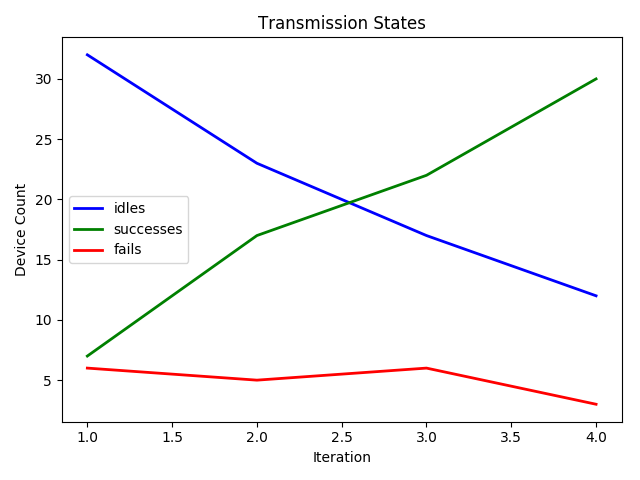 Transmission States
Device Count
30
25
20
15
10
5
idles
successes
fails
1.0 1.5 2.0 2.5 3.0 3.5 4.0
Iteration